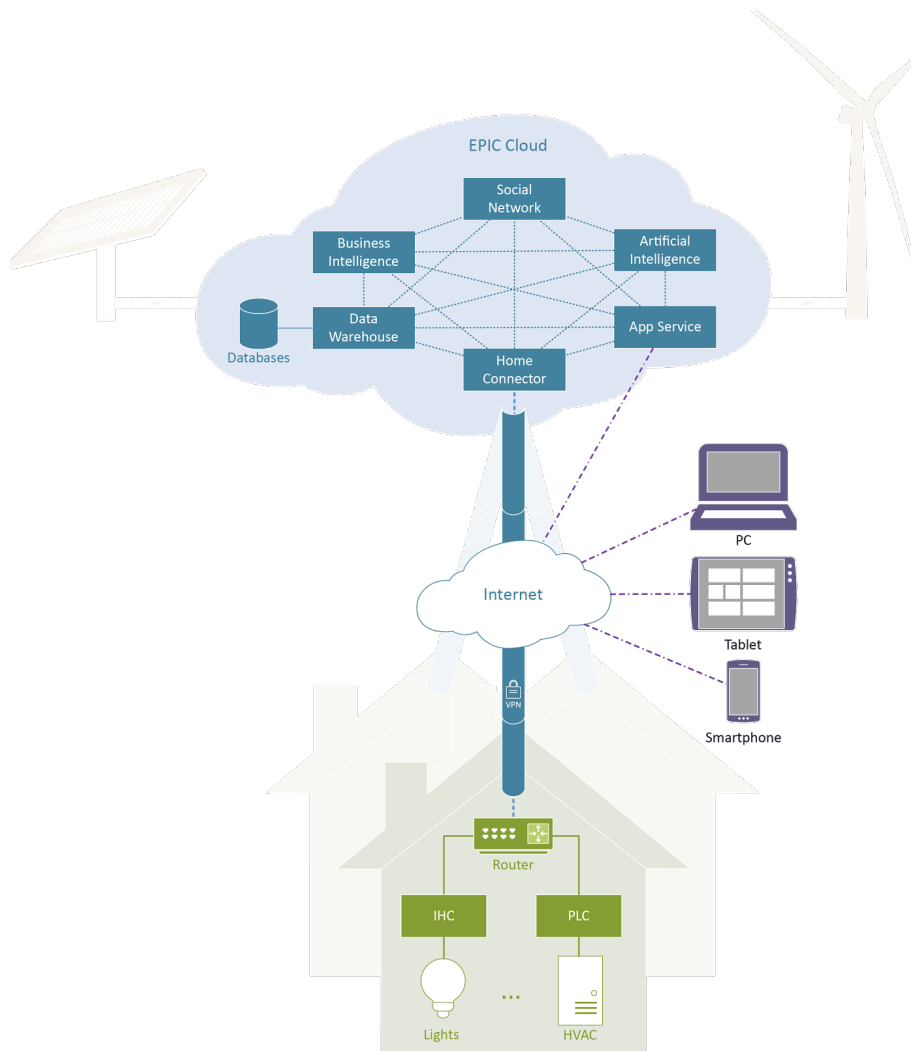 EPIC Cloud
Social
Network
Business
Intelligence
Artificial
Intelligence
Data
Warehouse
App Service
Databases
Home
Connector
PC
Internet
Tablet
VPN
Smartphone
Router
IHC
PLC
...
Lights
HVAC